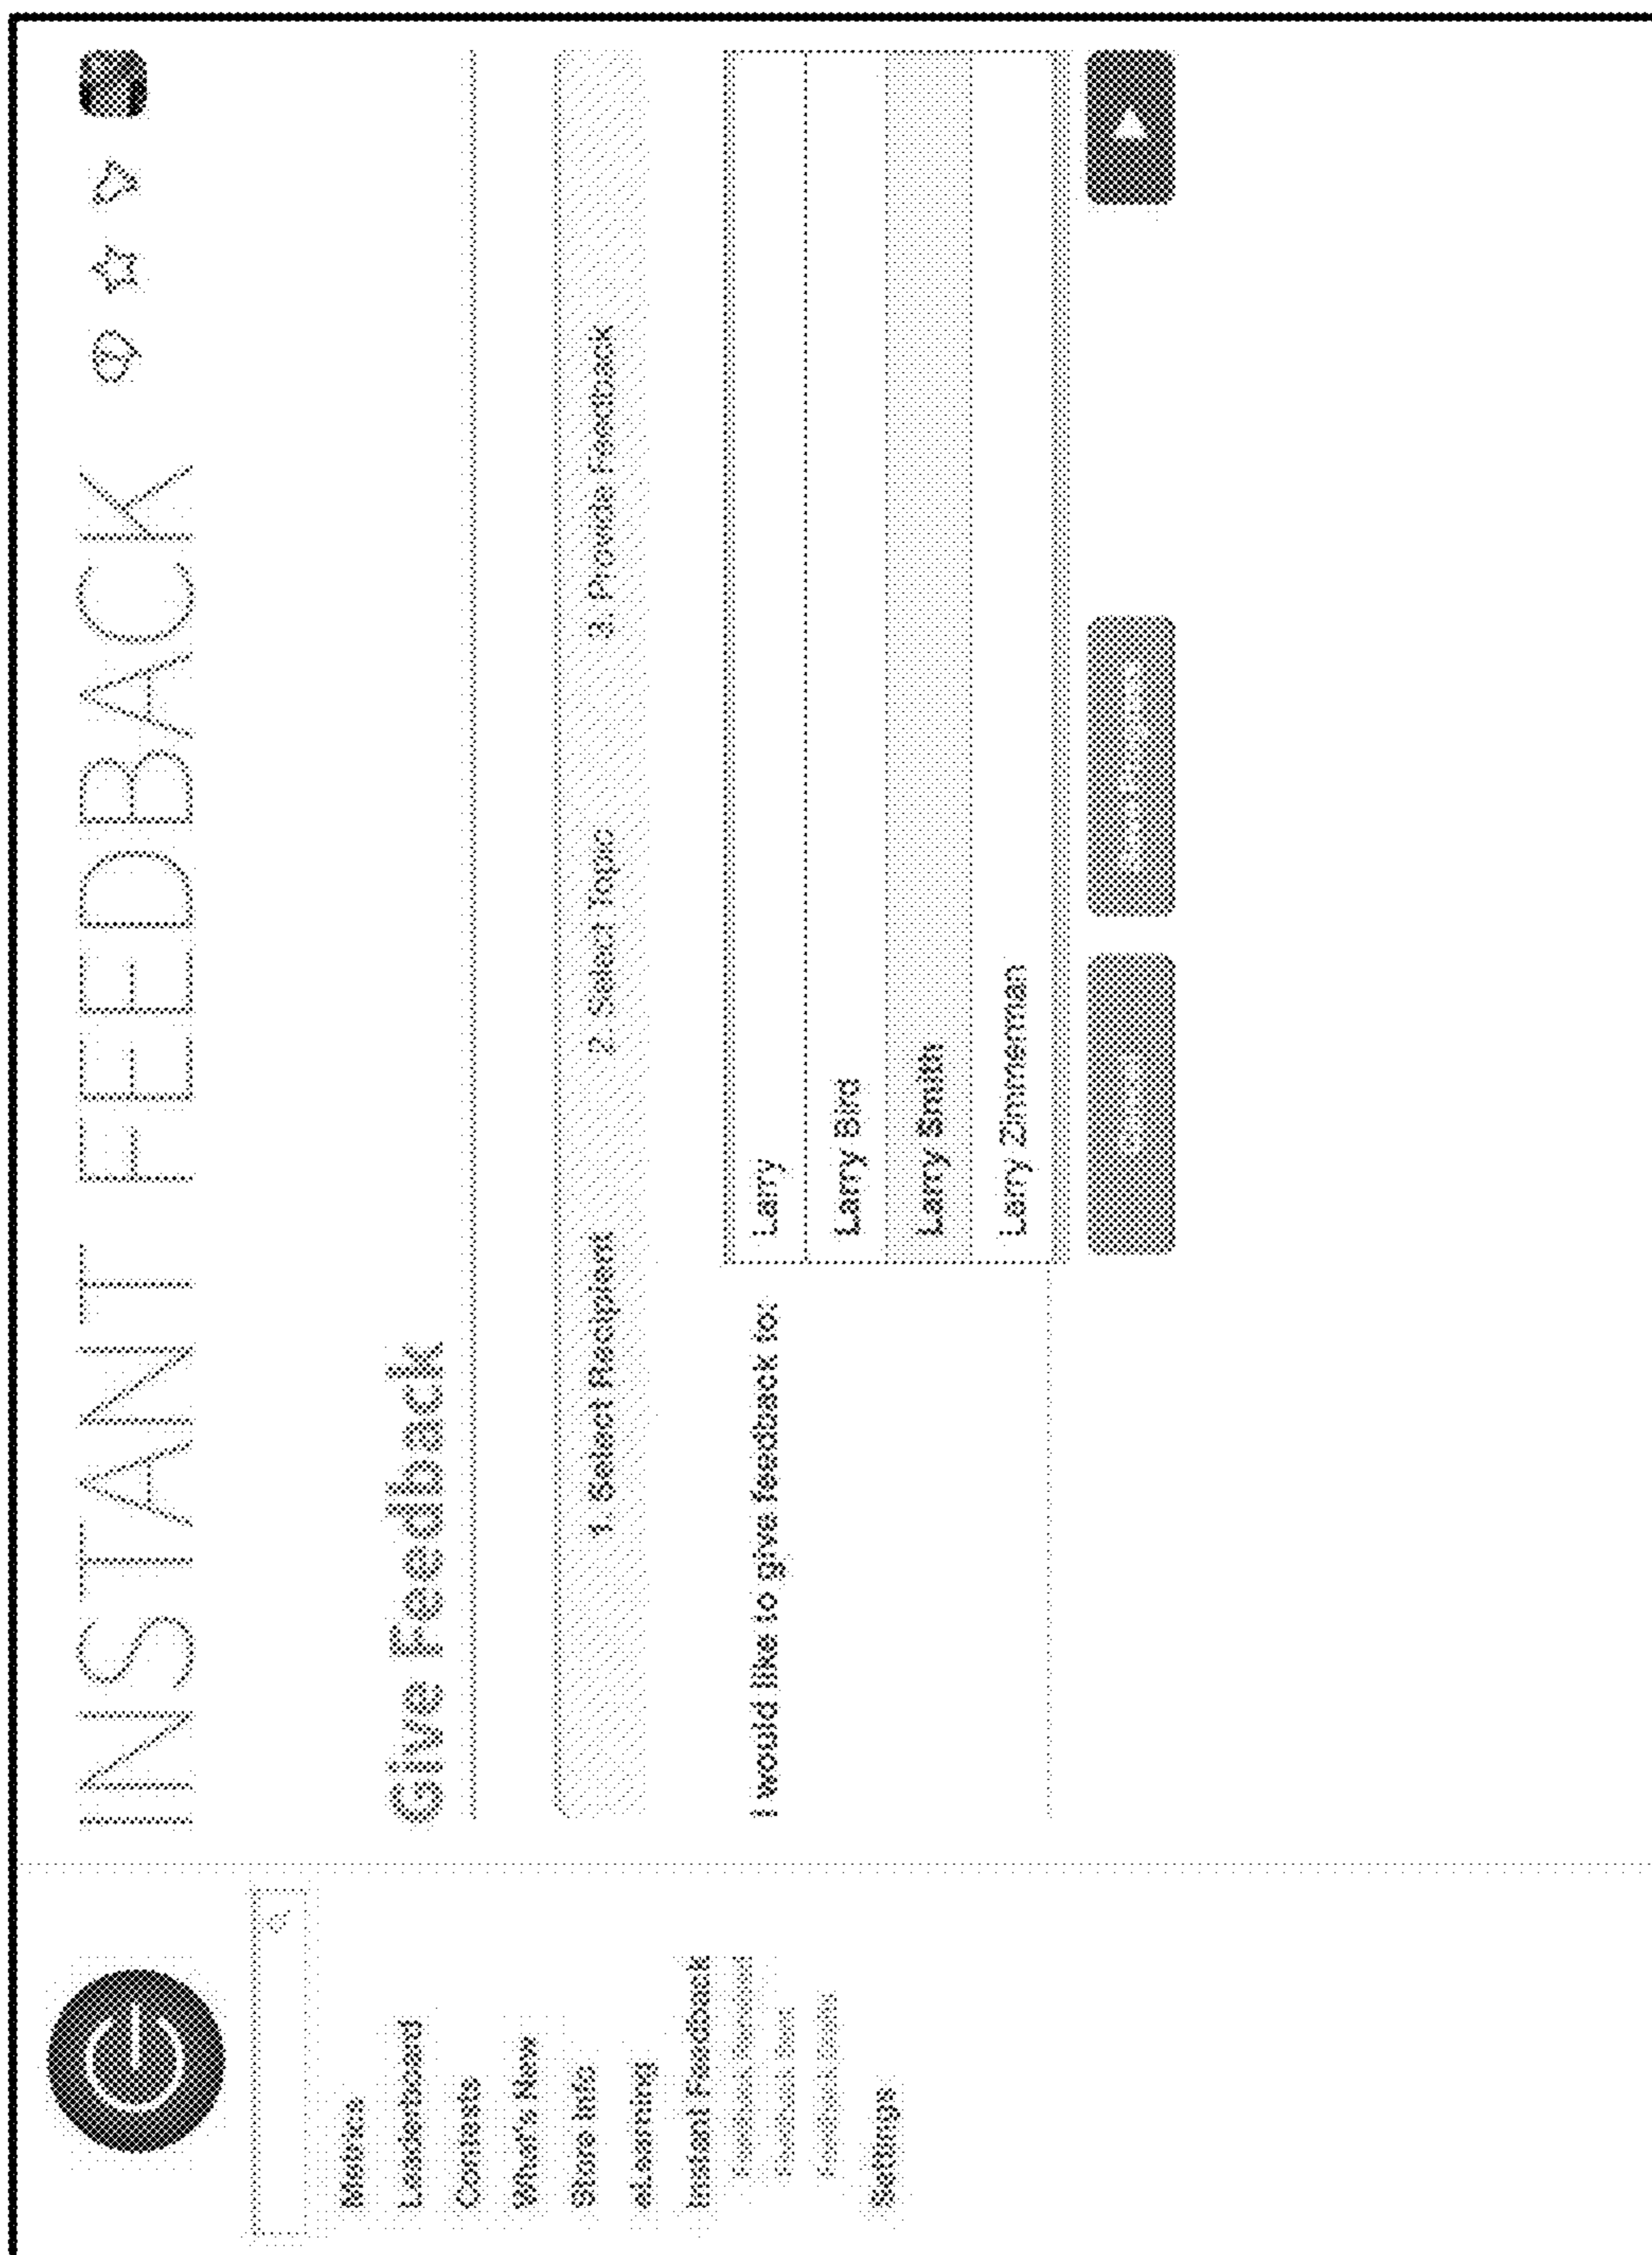 INSTANT FEEDBACK
Give Feedback
1. Select Recipient 2. Select Topic 3. Provide Feedback
I would like to give feedback to:
Larry
Larry Bird
Larry Smith
Larry Zimmerman
Metrics
Leaderboard
Contests
What's New
Store Info
eLearning
Instant Feedback
Settings